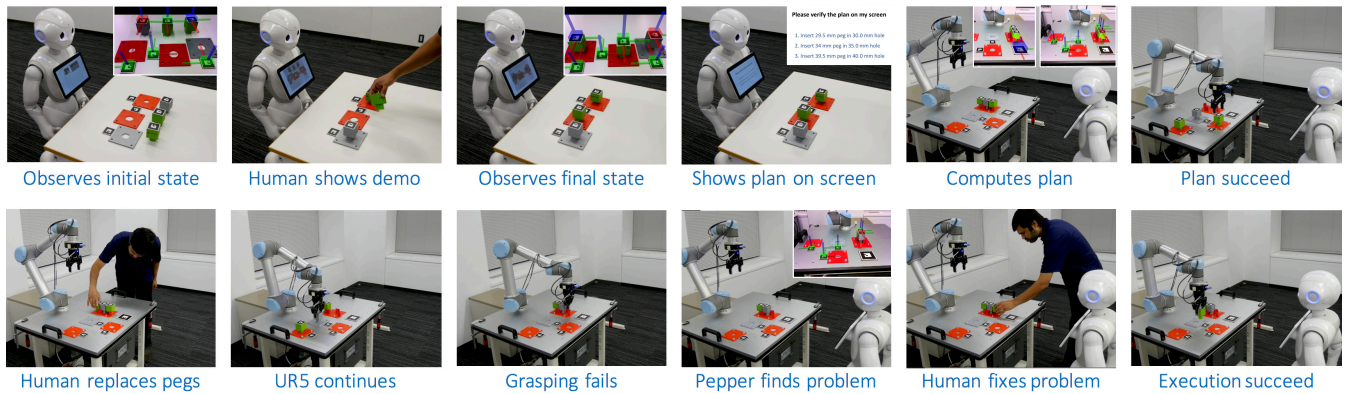 Please verify the plan on my screen
1. Insert 29.5 mm peg in 30.0 mm hole
2. Insert 34 mm peg in 35.0 mm hole
3. Insert 39.5 mm peg in 40.0 mm hole
Observes initial state
Human shows demo
Observes final state
Shows plan on screen
Computes plan
Plan succeed
Human replaces pegs
UR5 continues
Grasping fails
Pepper finds problem
Human fixes problem
Execution succeed